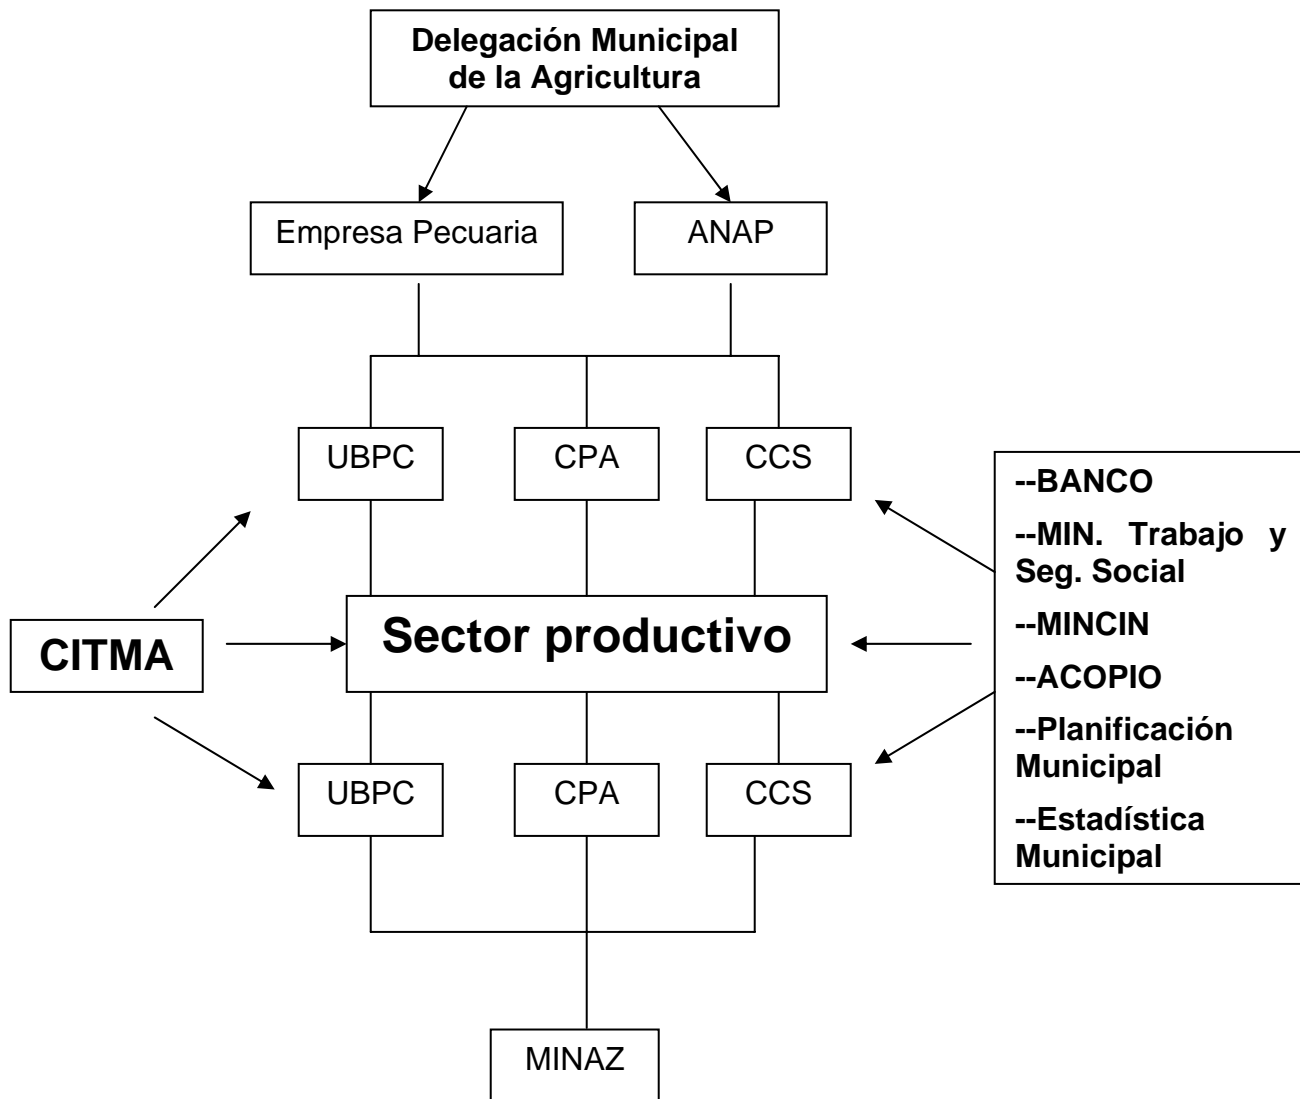 Delegación Municipal
de la Agricultura
Empresa Pecuaria
ANAP
UBPC
CPA
CCS
--BANCO
--MIN. Trabajo y
Seg. Social
--MINCIN
--ACOPIO
--Planificación
Municipal
--Estadística
Municipal
CITMA
Sector productivo
UBPC
CPA
CCS
MINAZ